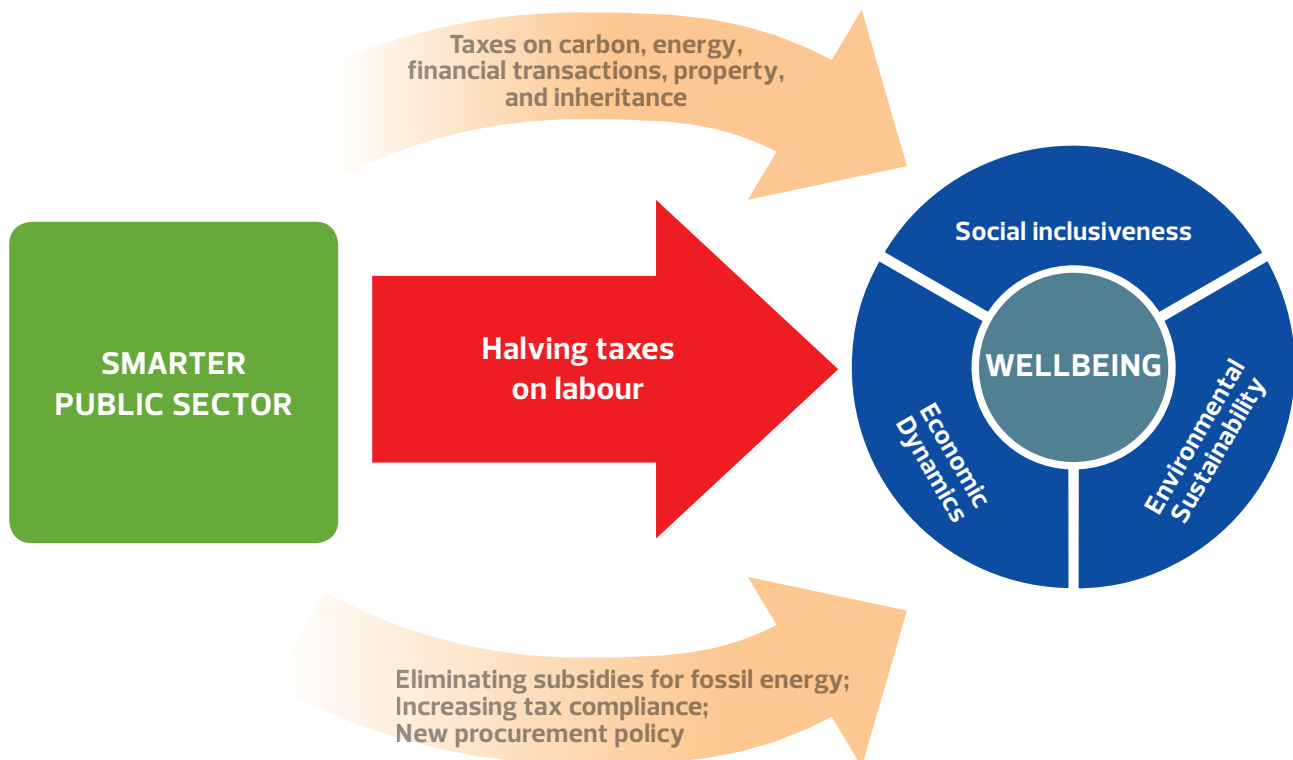 Taxes on carbon, energy,
financial transactions, property,
and inheritance
SMARTER
PUBLIC SECTOR
Halving taxes
on labour
Social inclusiveness
WELLBEING
Economic
Dynamics
Environmental
Sustainability
Eliminating subsidies for fossil energy;
Increasing tax compliance;
New procurement policy